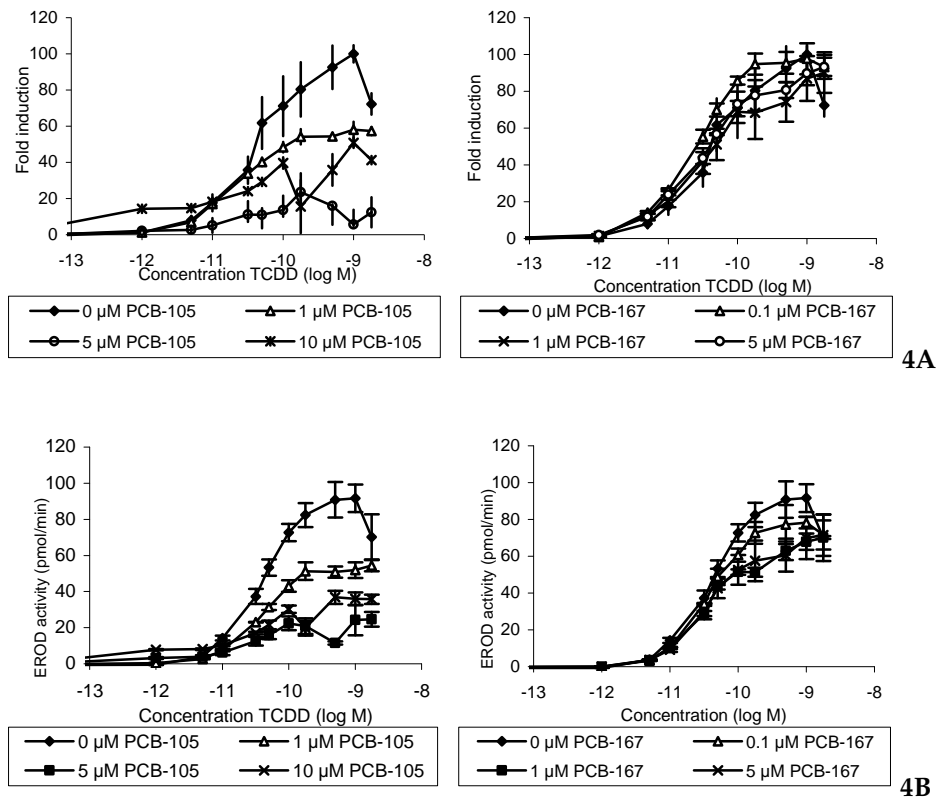 120
100
80
60
40
20
0
Fold induction
-13 -12 -11 -10 -9 -8
Concentration TCDD (log M)
0 µM PCB-105 1 µM PCB-105
5 µM PCB-105 10 µM PCB-105
120
100
80
60
40
20
0
Fold induction
-13 -12 -11 -10 -9 -8
Concentration TCDD (log M)
0 µM PCB-167 0.1 µM PCB-167
1 µM PCB-167 5 µM PCB-167
4A
120
100
80
60
40
20
0
EROD activity (pmol/min)
-13 -12 -11 -10 -9 -8
Concentration TCDD (log M)
0 µM PCB-105 1 µM PCB-105
5 µM PCB-105 10 µM PCB-105
120
100
80
60
40
20
0
EROD activity (pmol/min)
-13 -12 -11 -10 -9 -8
Concentration (log M)
0 µM PCB-167 0.1 µM PCB-167
1 µM PCB-167 5 µM PCB-167
4B